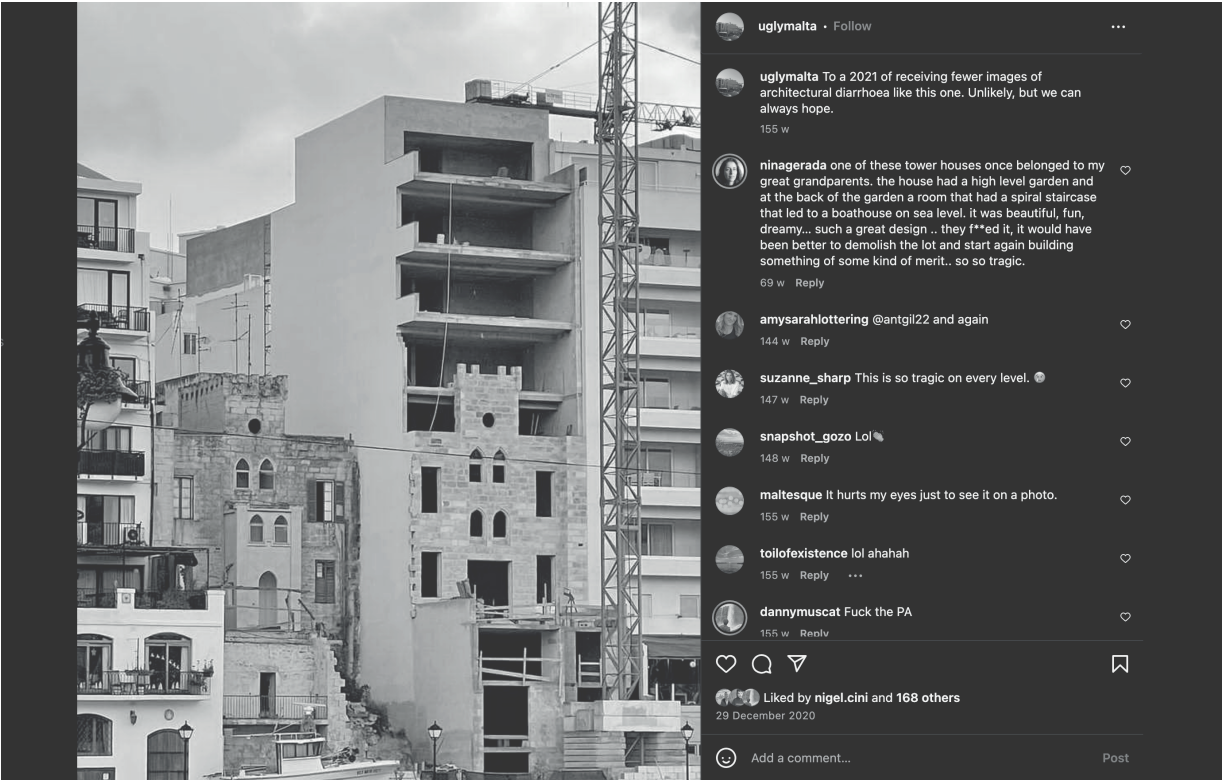 uglymalta • Follow
uglymalta To a 2021 of receiving fewer images of
architectural diarrhoea like this one. Unlikely, but we can
always hope.
155 w
ninagerada one of these tower houses once belonged to my
great grandparents. the house had a high level garden and
at the back of the garden a room that had a spiral staircase
that led to a boathouse on sea level. it was beautiful, fun,
dreamy... such a great design .. they f**ed it, it would have
been better to demolish the lot and start again building
something of some kind of merit.. so so tragic.
69 w Reply
amysarahlottering @antgil22 and again
144 w Reply
suzanne_sharp This is so tragic on every level.
147 w Reply
snapshot_gozo Lol
148 w Reply
maltesque It hurts my eyes just to see it on a photo.
155 w Reply
toilofexistence lol ahahah
155 w Reply
dannymuscat Fuck the PA
155 w Reply
Liked by nigel.cini and 168 others
29 December 2020
Add a comment...
Post